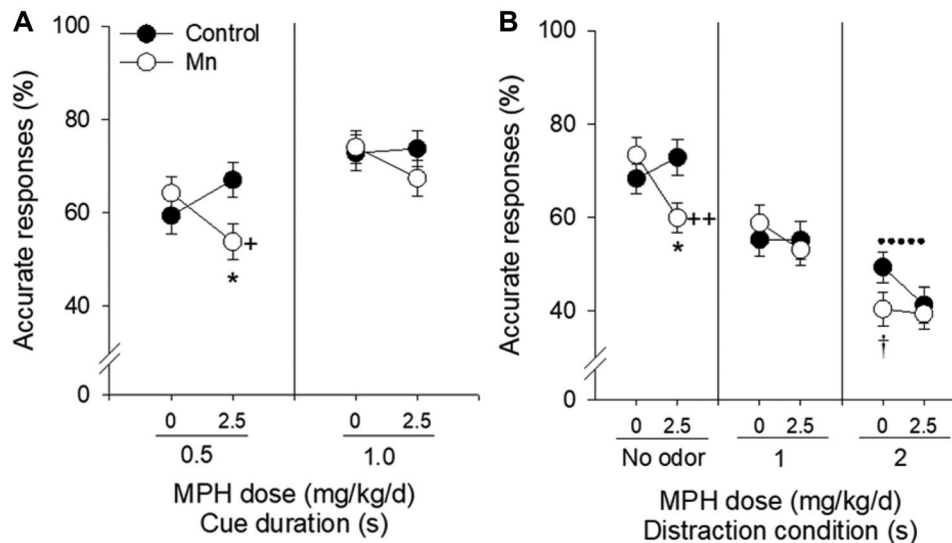 A
Control
Mn
Accurate responses (%)
100
80
60
40
0
+
*
0 2.5 0 2.5
0.5 1.0
MPH dose (mg/kg/d)
Cue duration (s)
B
Accurate responses (%)
100
80
60
40
0
++
*
†
0 2.5 0 2.5 0 2.5
No odor 1 2
MPH dose (mg/kg/d)
Distraction condition (s)